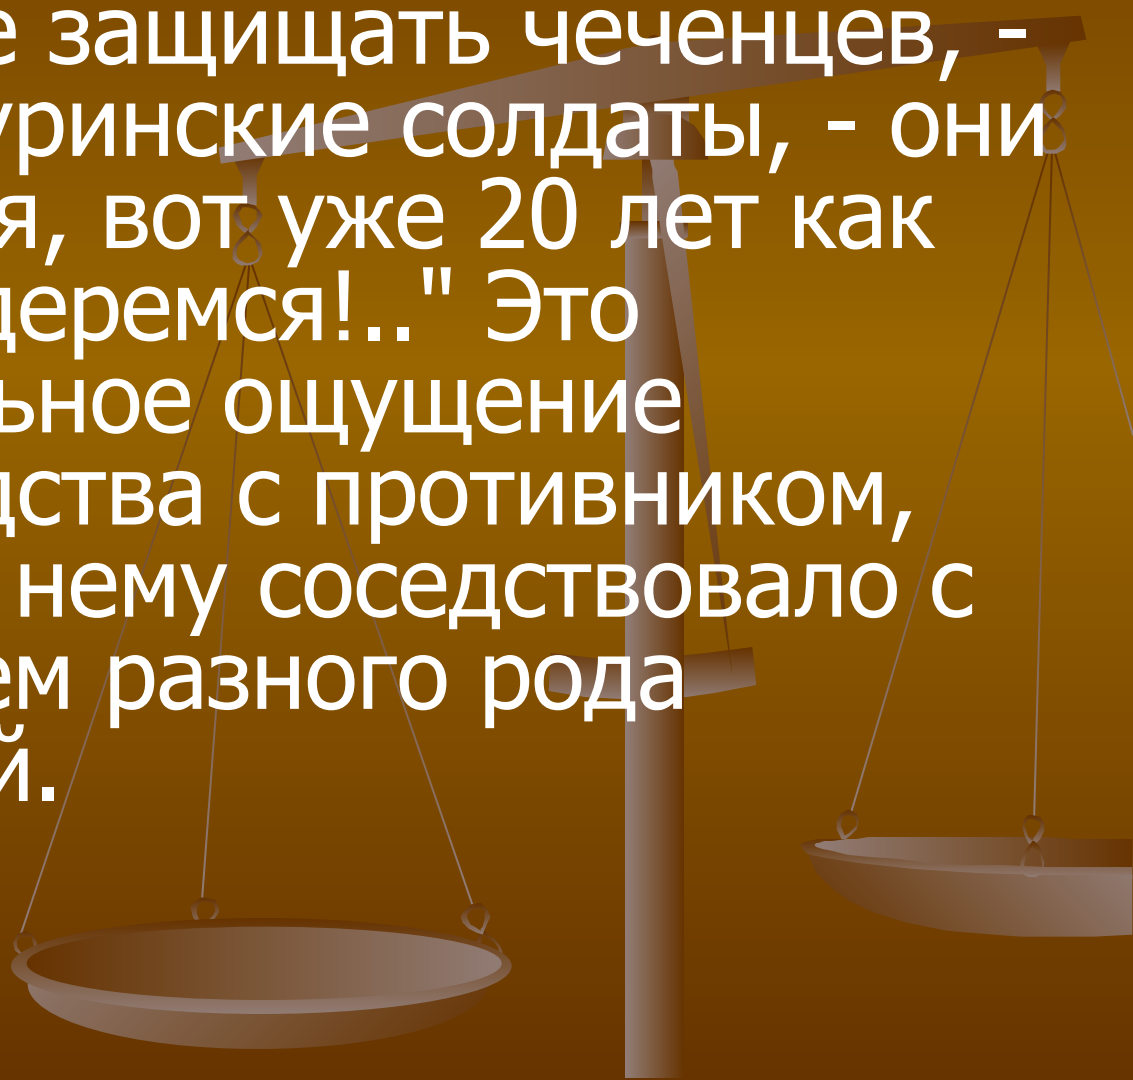 е защищать чеченцев, -
уринские солдаты, - они
я, вот уже 20 лет как
деремся!.." Это
ьное ощущение
дства с противником,
нему соседствовало с
ем разного рода
й.